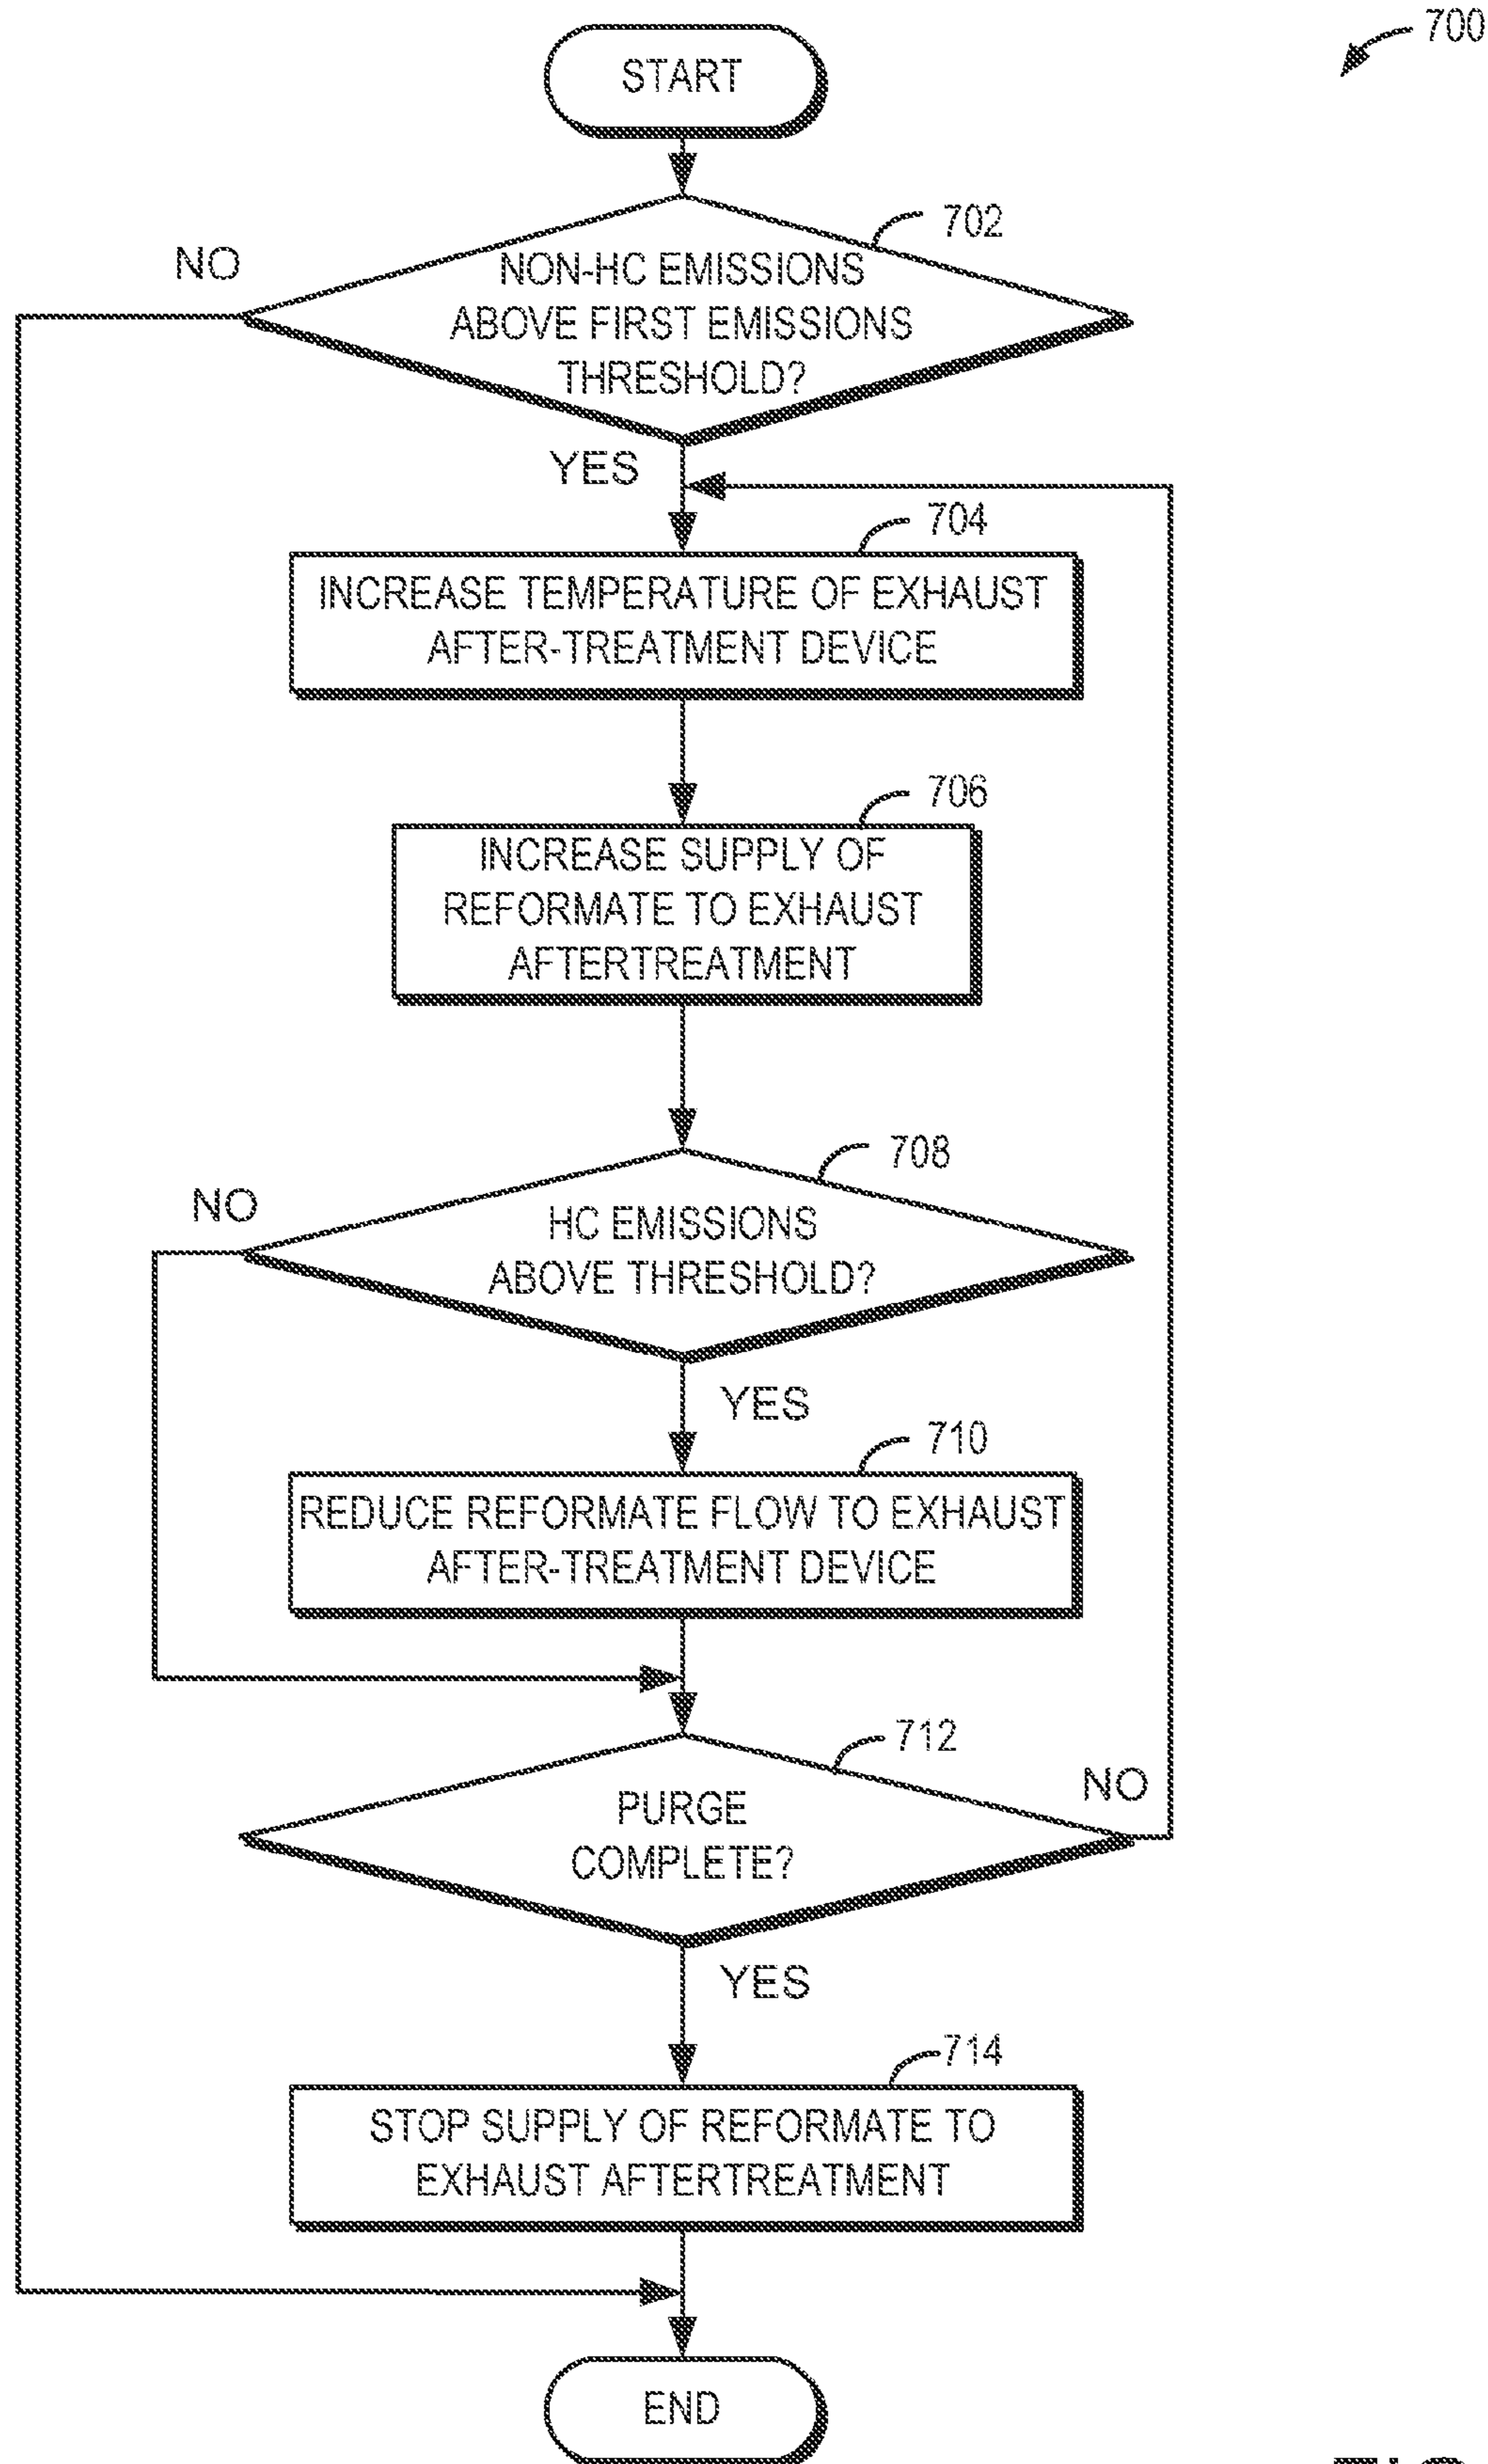 700
START
702
NO
NON-HC EMISSIONS
ABOVE FIRST EMISSIONS
THRESHOLD?
YES
704
INCREASE TEMPERATURE OF EXHAUST
AFTER-TREATMENT DEVICE
706
INCREASE SUPPLY OF
REFORMATE TO EXHAUST
AFTERTREATMENT
708
NO
HC EMISSIONS
ABOVE THRESHOLD?
YES
710
REDUCE REFORMATE FLOW TO EXHAUST
AFTER-TREATMENT DEVICE
712
NO
PURGE
COMPLETE?
YES
714
STOP SUPPLY OF REFORMATE TO
EXHAUST AFTERTREATMENT
END